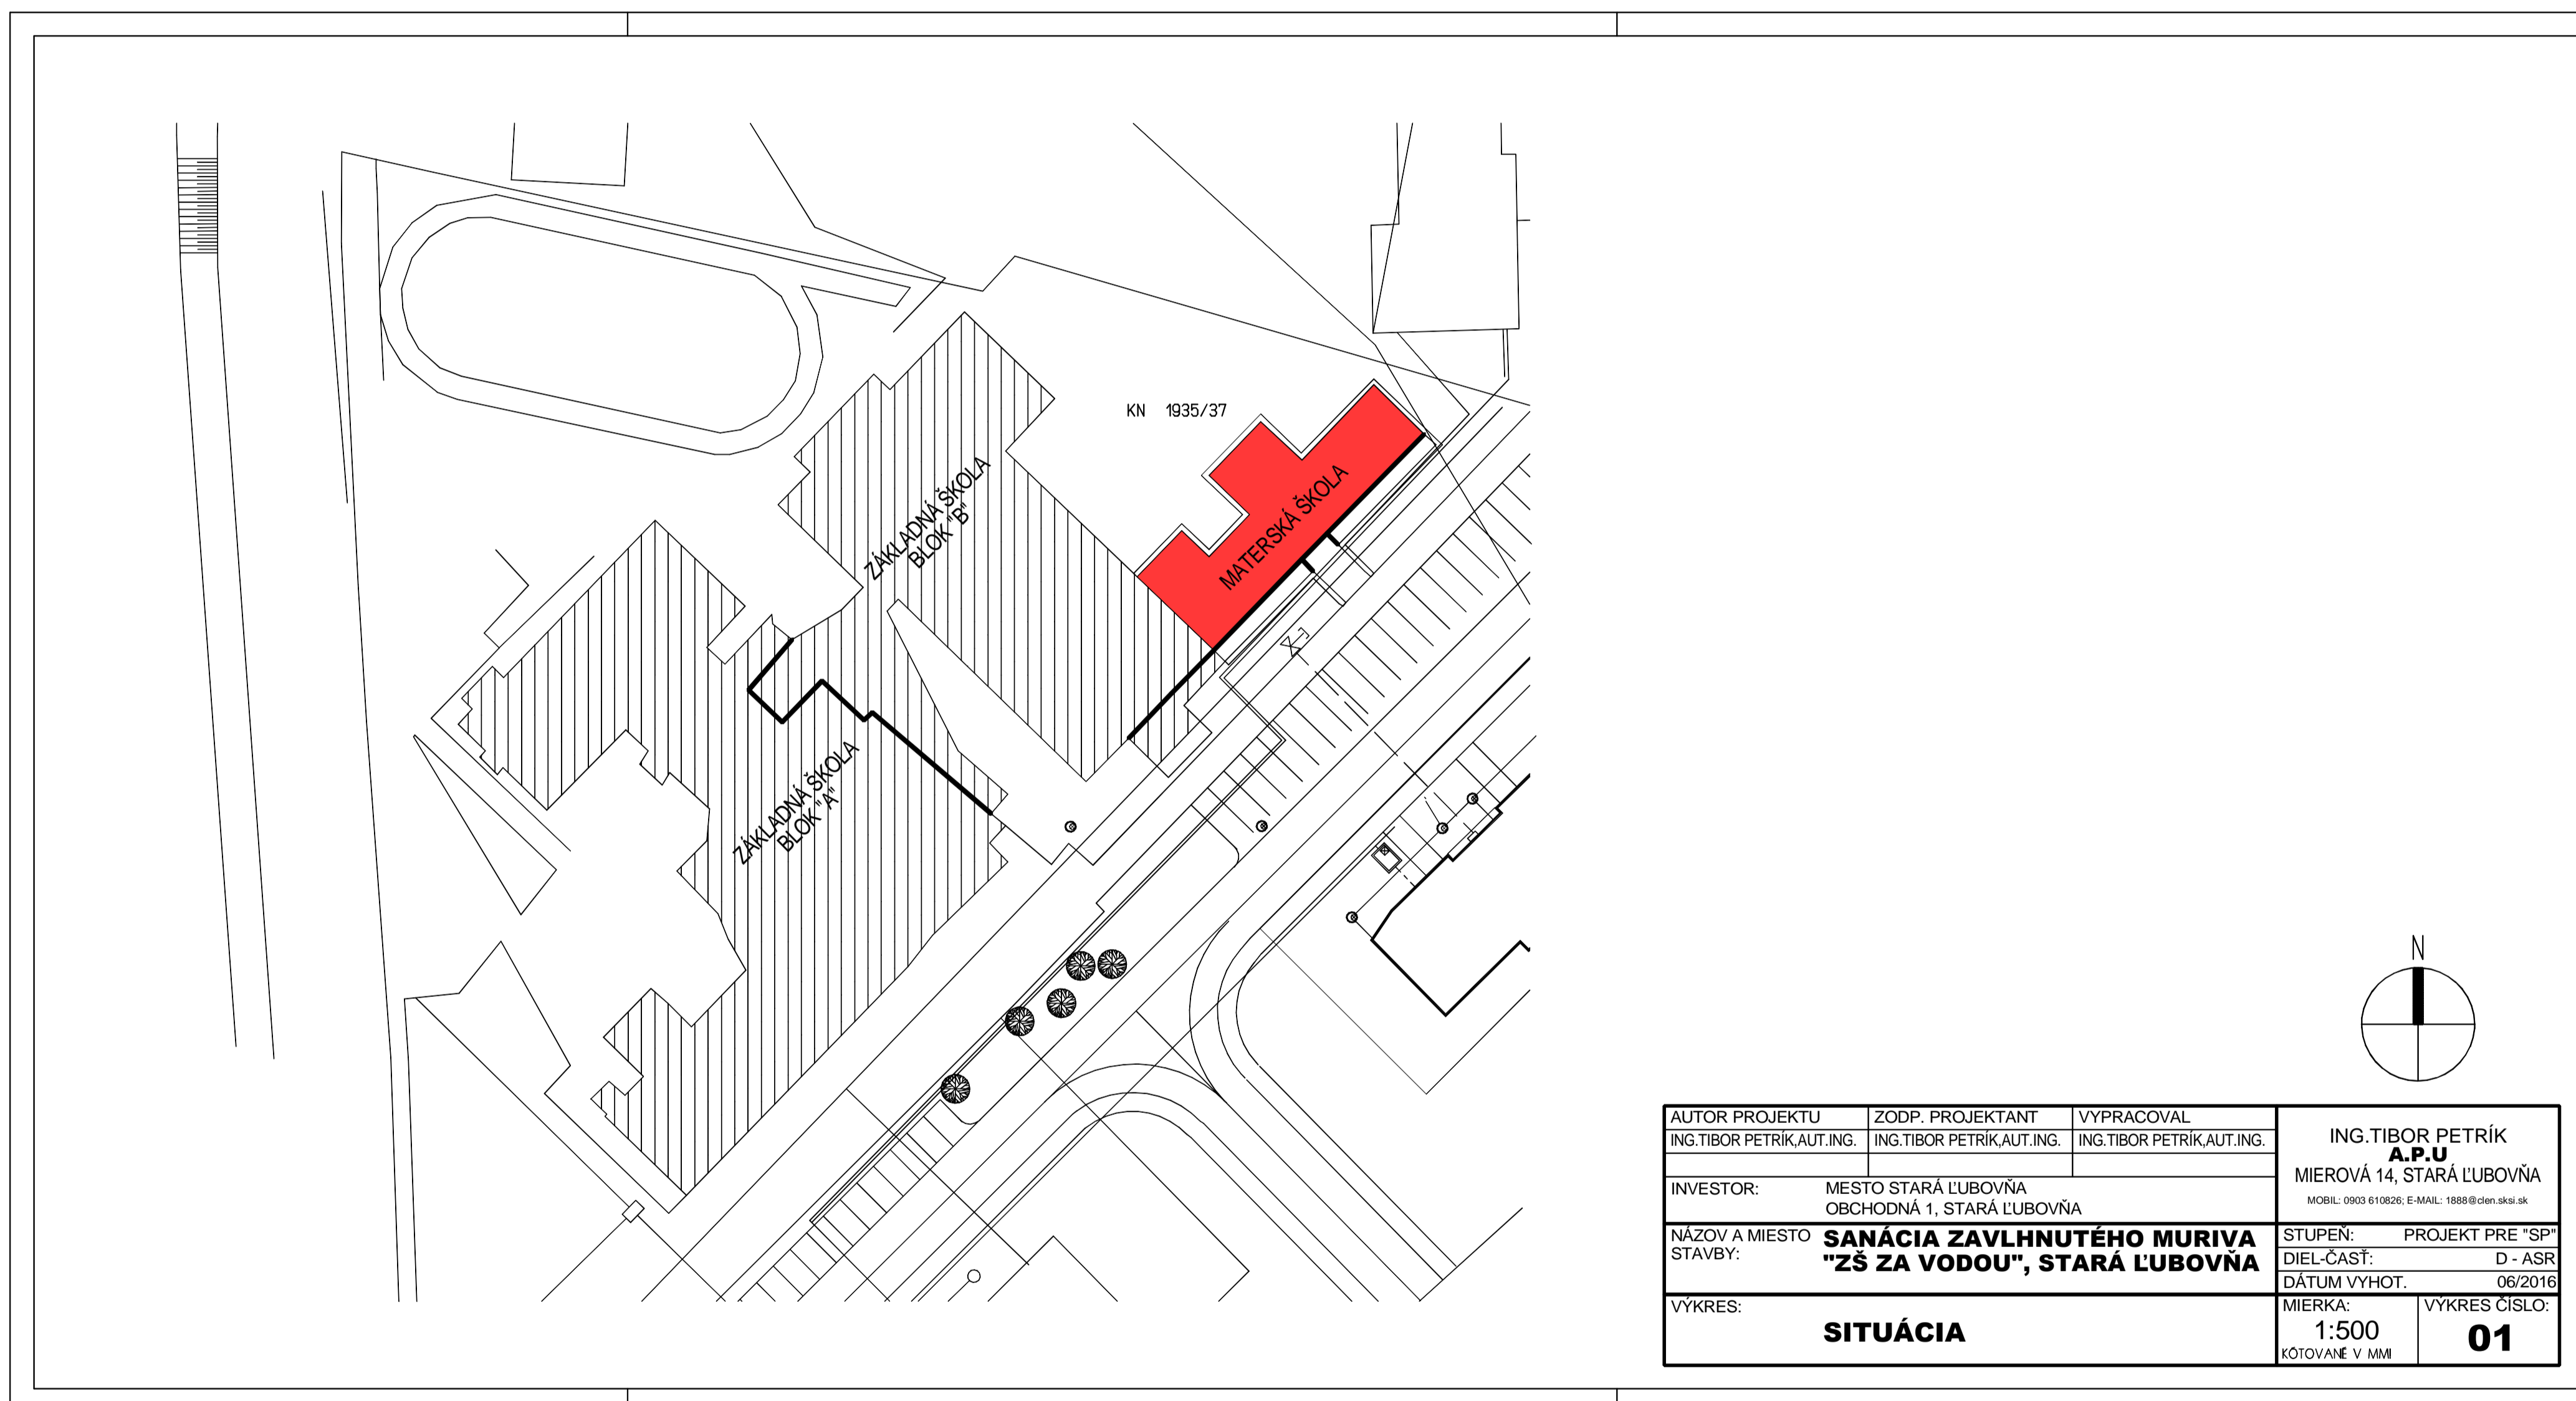 KN 1935/37
MATERSKÁ ŠKOLA
ZÁKLADNÁ ŠKOLA
BLOK "B"
ZÁKLADNÁ ŠKOLA
BLOK "A"
N
AUTOR PROJEKTU ZODP. PROJEKTANT VYPRACOVAL
ING.TIBOR PETRÍK,AUT.ING. ING.TIBOR PETRÍK,AUT.ING. ING.TIBOR PETRÍK,AUT.ING.
ING.TIBOR PETRÍK
A.P.U
MIEROVÁ 14, STARÁ ĽUBOVŇA
MOBIL: 0903 610826; E-MAIL: 1888@clen.sksi.sk
INVESTOR: MESTO STARÁ ĽUBOVŇA
OBCHODNÁ 1, STARÁ ĽUBOVŇA
NÁZOV A MIESTO STAVBY: SANÁCIA ZAVLHNUTÉHO MURIVA
"ZŠ ZA VODOU", STARÁ ĽUBOVŇA
STUPEŇ: PROJEKT PRE "SP"
DIEL-ČASŤ: D - ASR
DÁTUM VYHOT. 06/2016
VÝKRES:
SITUÁCIA
MIERKA:
1:500
KÓTOVANÉ V MM
VÝKRES ČÍSLO:
01